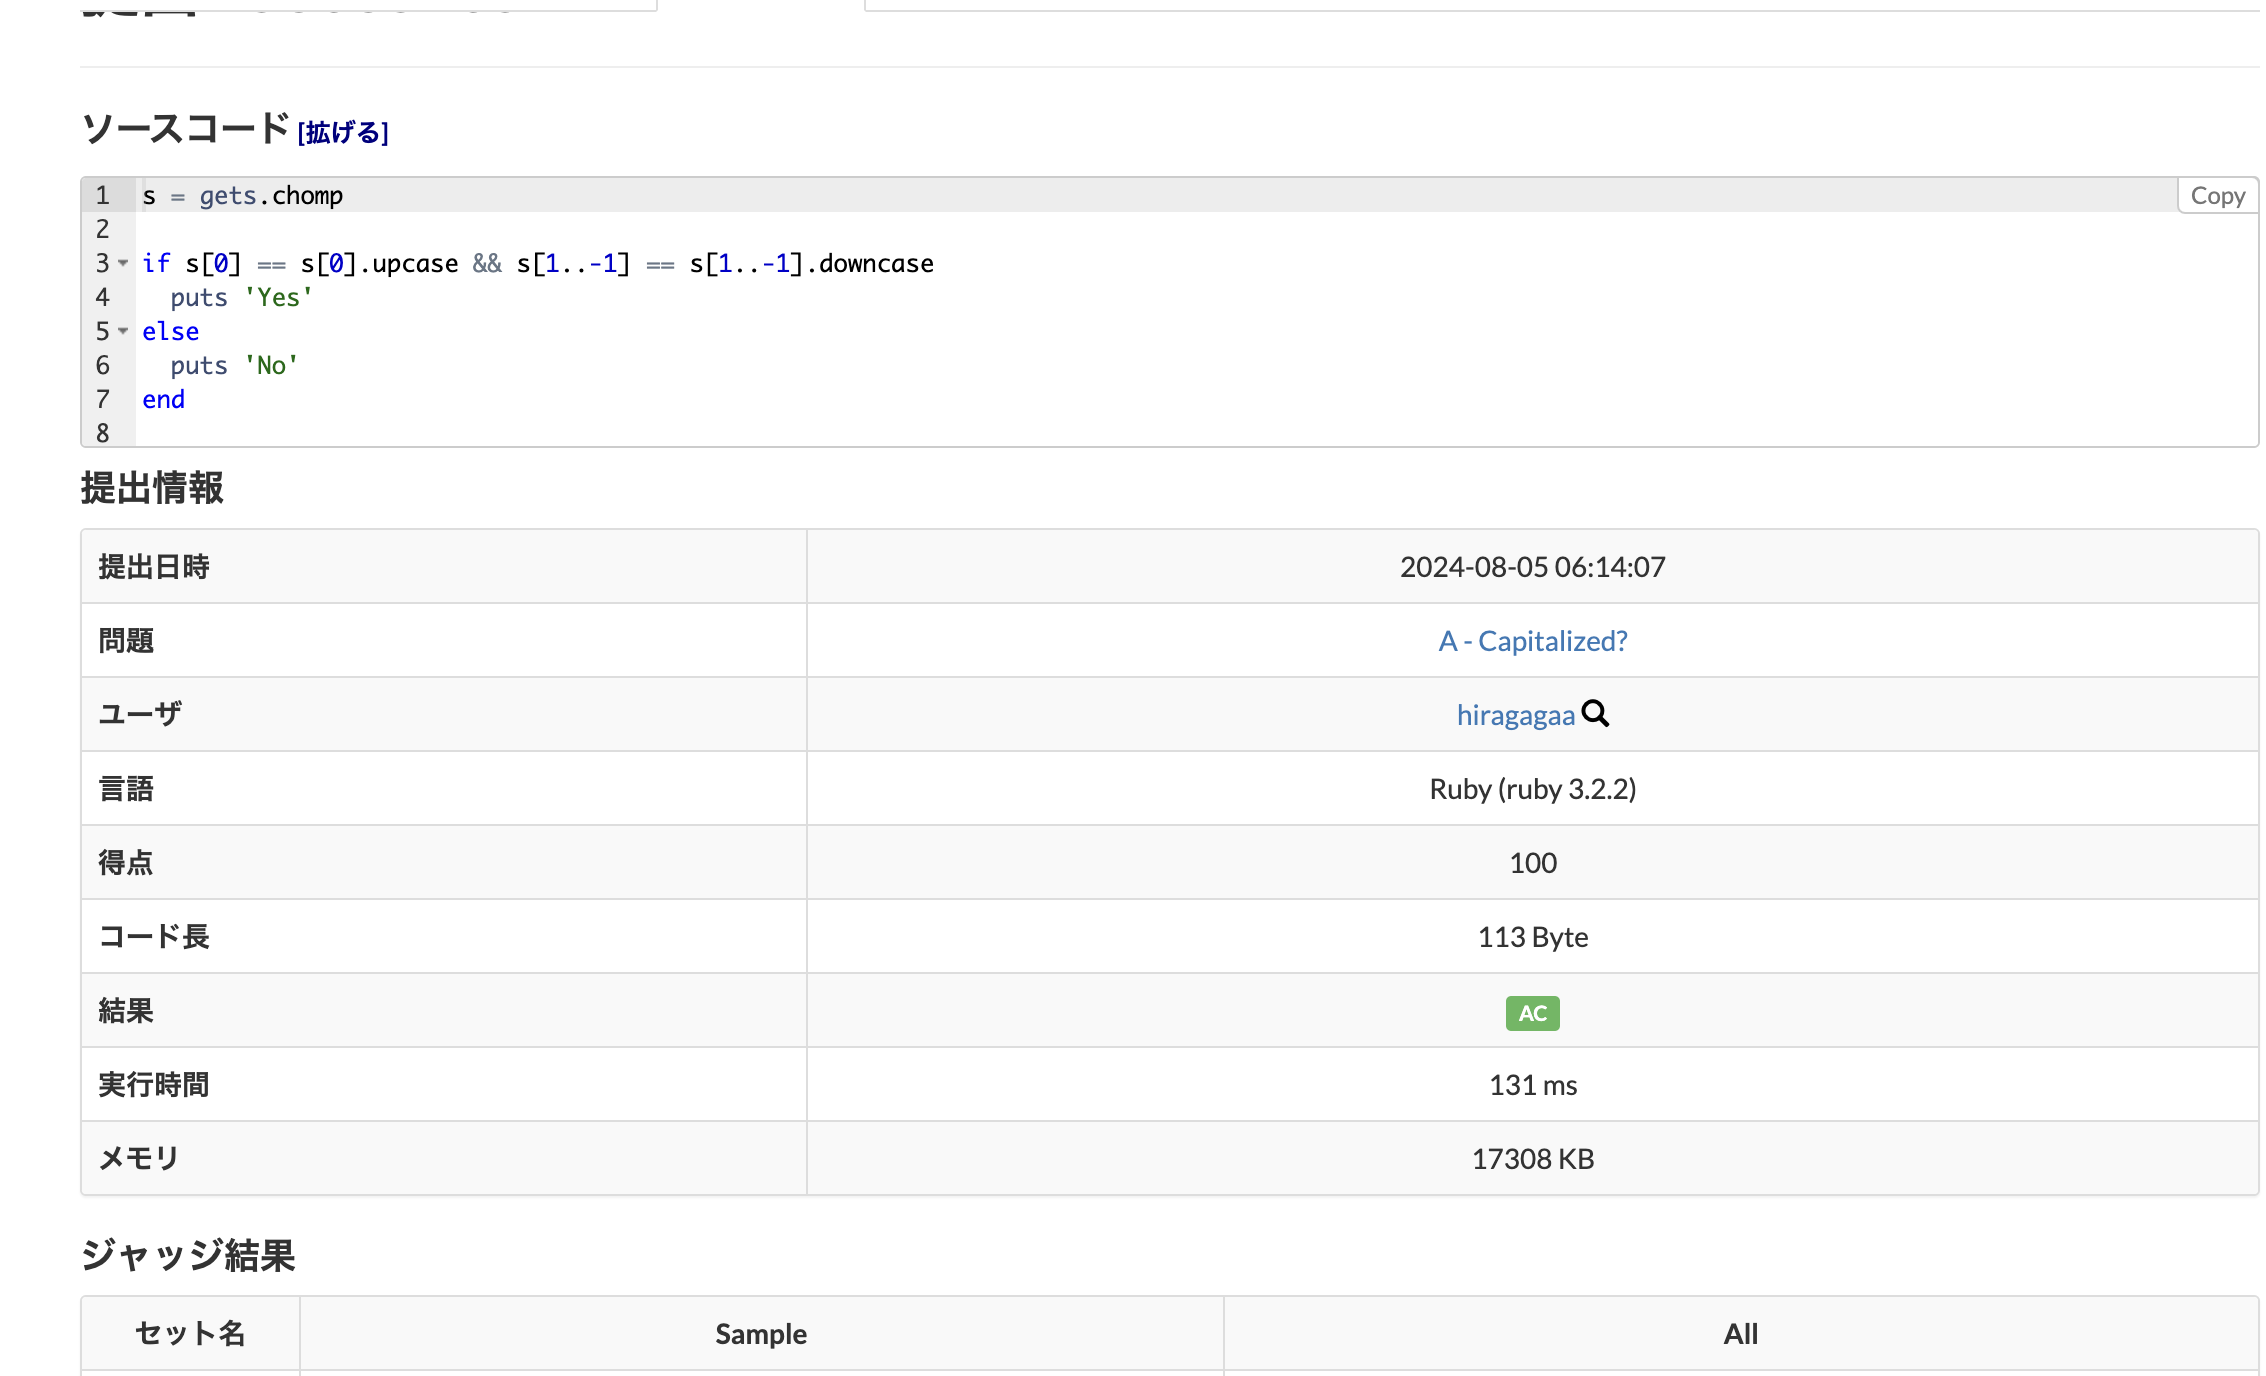 ソースコード [拡げる]
Copy
1 s = gets.chomp
2
3 if s[0] == s[0].upcase && s[1..-1] == s[1..-1].downcase
4   puts 'Yes'
5 else
6   puts 'No'
7 end
8
提出情報
提出日時 2024-08-05 06:14:07
問題 A - Capitalized?
ユーザ hiragagaa
言語 Ruby (ruby 3.2.2)
得点 100
コード長 113 Byte
結果 AC
実行時間 131 ms
メモリ 17308 KB
ジャッジ結果
セット名 Sample All